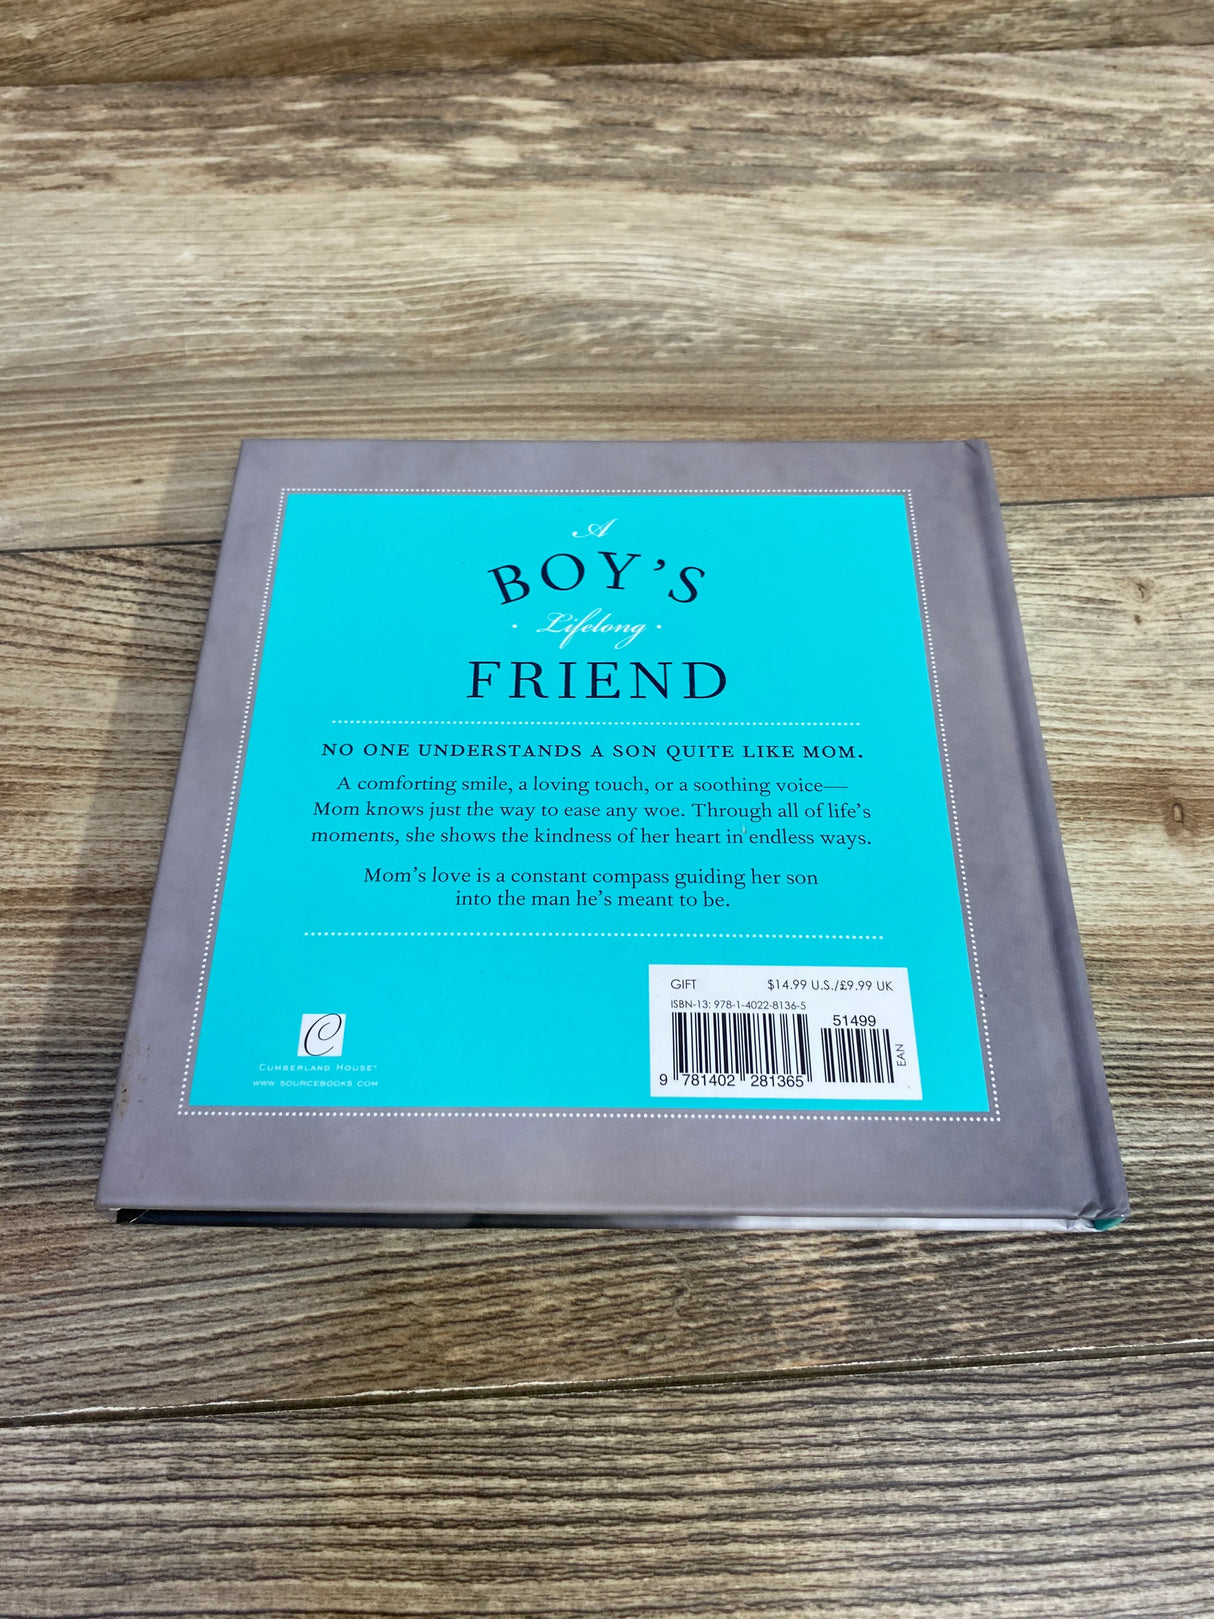 A
BOY'S
· Lifelong ·
FRIEND
NO ONE UNDERSTANDS A SON QUITE LIKE MOM.
A comforting smile, a loving touch, or a soothing voice—
Mom knows just the way to ease any woe. Through all of life's
moments, she shows the kindness of her heart in endless ways.
Mom's love is a constant compass guiding her son
into the man he's meant to be.
C
CUMBERLAND HOUSE™
WWW.SOURCEBOOKS.COM
GIFT $14.99 U.S./£9.99 UK
ISBN-13: 978-1-4022-8136-5
51499
EAN
9 781402 281365